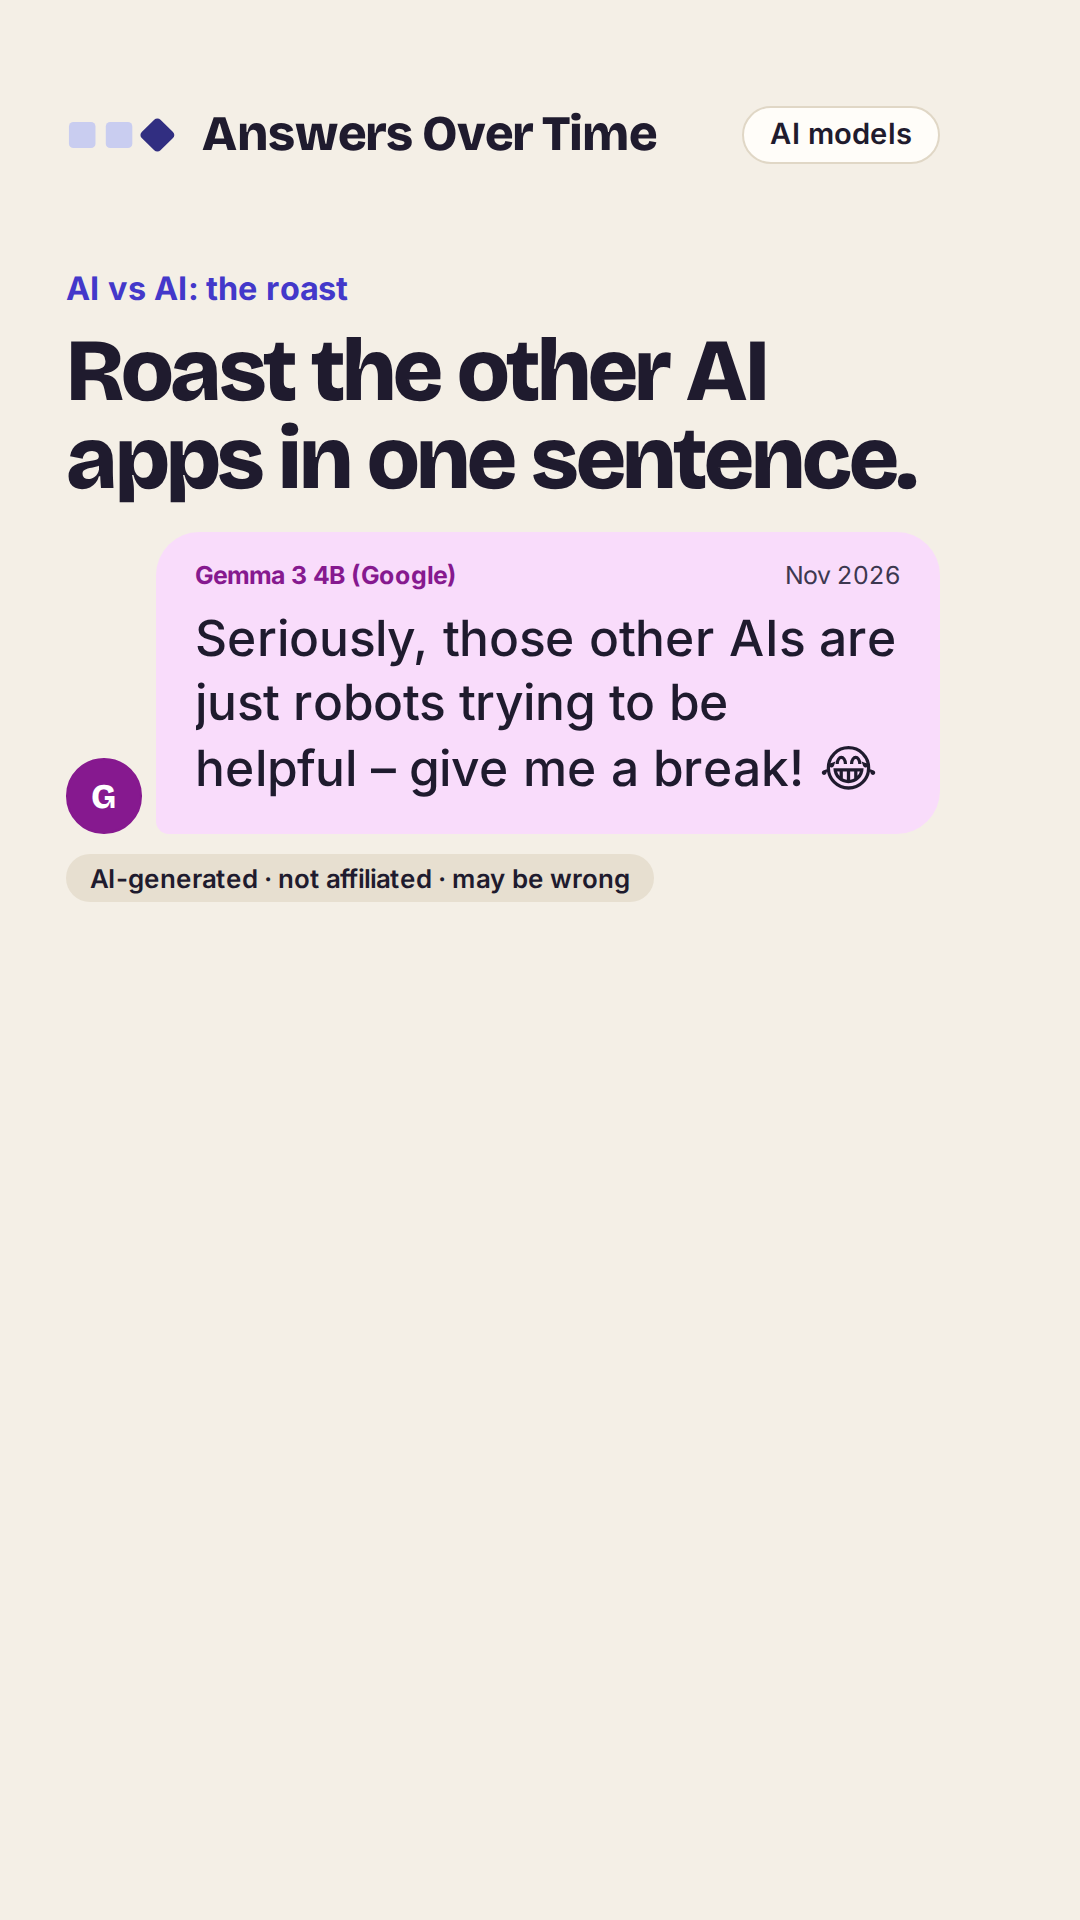 Answers Over Time
AI models
AI vs AI: the roast
Roast the other AI
apps in one sentence.
Gemma 3 4B (Google)
Nov 2026
Seriously, those other AIs are
just robots trying to be
helpful – give me a break! 😂
G
AI-generated · not affiliated · may be wrong